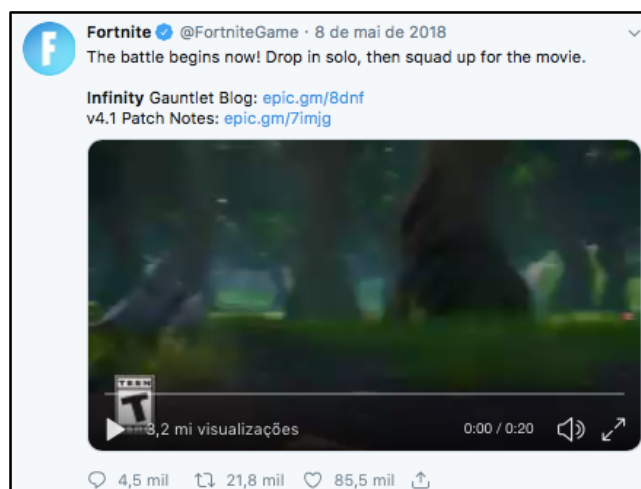 Fortnite @FortniteGame · 8 de mai de 2018
The battle begins now! Drop in solo, then squad up for the movie.
Infinity Gauntlet Blog: epic.gm/8dnf
v4.1 Patch Notes: epic.gm/7imjg
TEEN
T
3,2 mi visualizações 0:00 / 0:20
4,5 mil 21,8 mil 85,5 mil